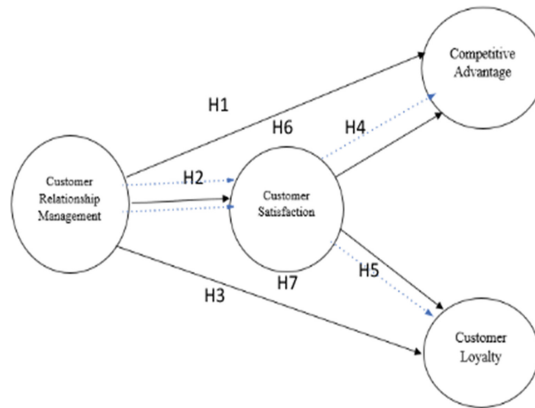 Competitive
Advantage
H1
H6
H4
Customer
Relationship
Management
H2
Customer
Satisfaction
H7
H5
H3
Customer
Loyalty